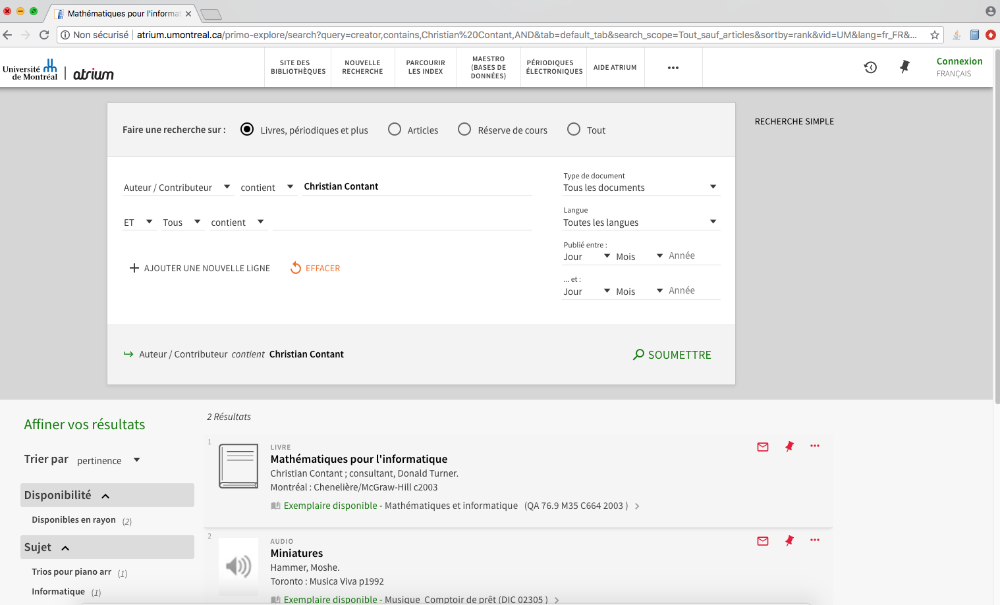 Mathématiques pour l'informat
Non sécurisé
atrium.umontreal.ca/primo-explore/search?query=creator,contains,Christian%20Contant,AND&tab=default_tab&search_scope=Tout_sauf_articles&sortby=rank&vid=UM&lang=fr_FR&...
Université
de Montréal
atrium
SITE DES
BIBLIOTHÈQUES
NOUVELLE
RECHERCHE
PARCOURIR
LES INDEX
MAESTRO
(BASES DE
DONNÉES)
PÉRIODIQUES
ÉLECTRONIQUES
AIDE ATRIUM
Connexion
FRANÇAIS
Faire une recherche sur :
Livres, périodiques et plus
Articles
Réserve de cours
Tout
RECHERCHE SIMPLE
Auteur / Contributeur
contient
Christian Contant
ET
Tous
contient
AJOUTER UNE NOUVELLE LIGNE
EFFACER
Type de document
Tous les documents
Langue
Toutes les langues
Publié entre :
Jour
Mois
Année
... et :
Jour
Mois
Année
Auteur / Contributeur contient Christian Contant
SOUMETTRE
Affiner vos résultats
Trier par pertinence
Disponibilité
Disponibles en rayon (2)
Sujet
Trios pour piano arr (1)
Informatique (1)
2 Résultats
1
LIVRE
Mathématiques pour l'informatique
Christian Contant ; consultant, Donald Turner.
Montréal : Chenelière/McGraw-Hill c2003
Exemplaire disponible - Mathématiques et informatique (QA 76.9 M35 C664 2003 )
2
AUDIO
Miniatures
Hammer, Moshe.
Toronto : Musica Viva p1992
Exemplaire disponible - Musique Comptoir de prêt (DIC 02305 )